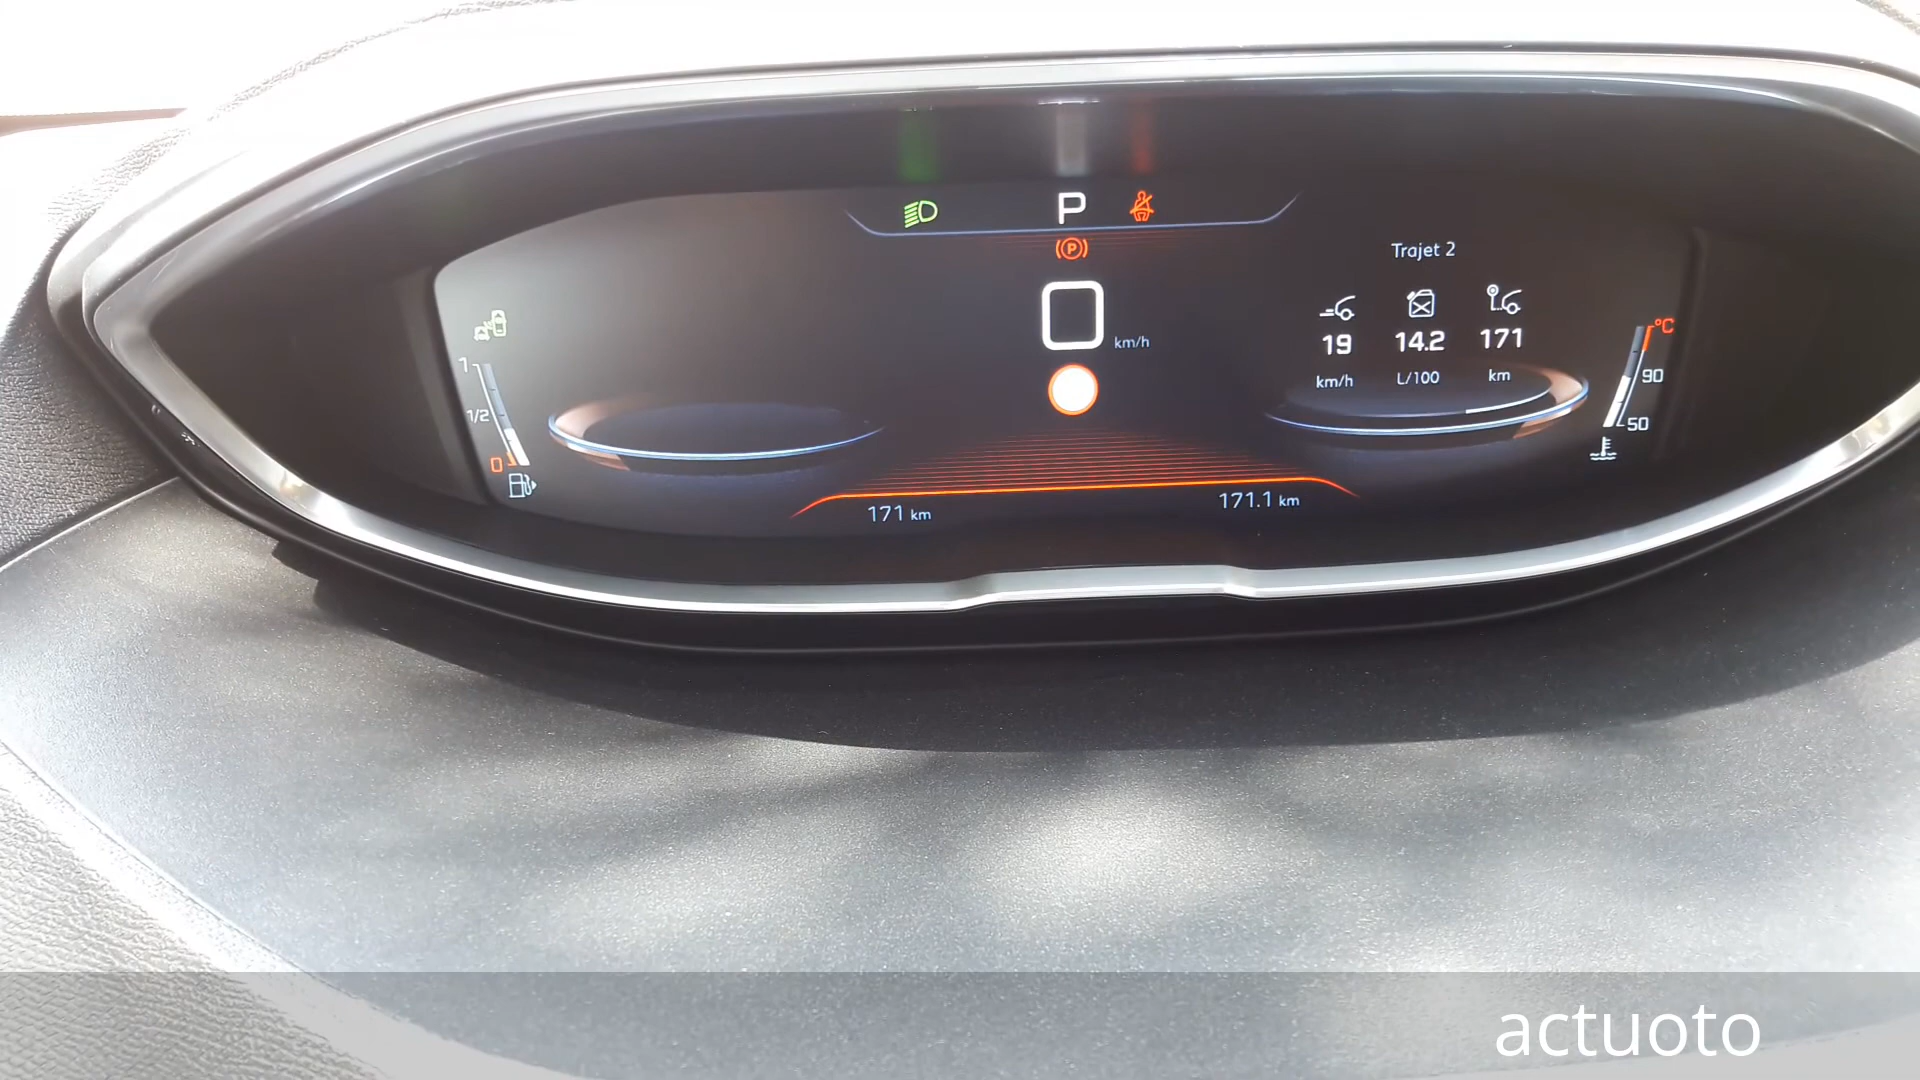 P
(P)
Trajet 2
0 km/h
19 14.2 171
km/h L/100 km
1
1/2
0
°C
90
50
171 km
171.1 km
actuoto